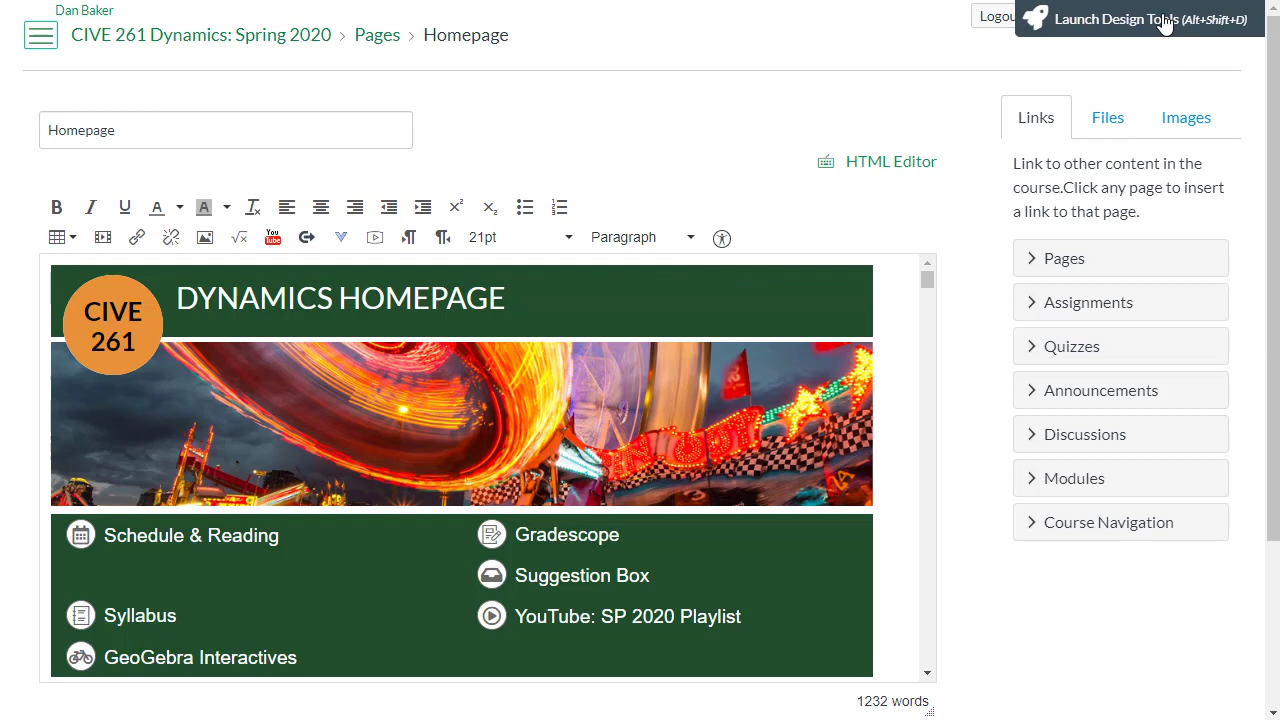 Dan Baker
CIVE 261 Dynamics: Spring 2020 > Pages > Homepage
Logou
Launch Design Tools (Alt+Shift+D)
Homepage
HTML Editor
Links Files Images
Link to other content in the
course.Click any page to insert
a link to that page.
Pages
Assignments
Quizzes
Announcements
Discussions
Modules
Course Navigation
B I U A A
You
Tube
21pt
Paragraph
CIVE
261
DYNAMICS HOMEPAGE
Schedule & Reading
Gradescope
Suggestion Box
Syllabus
YouTube: SP 2020 Playlist
GeoGebra Interactives
1232 words